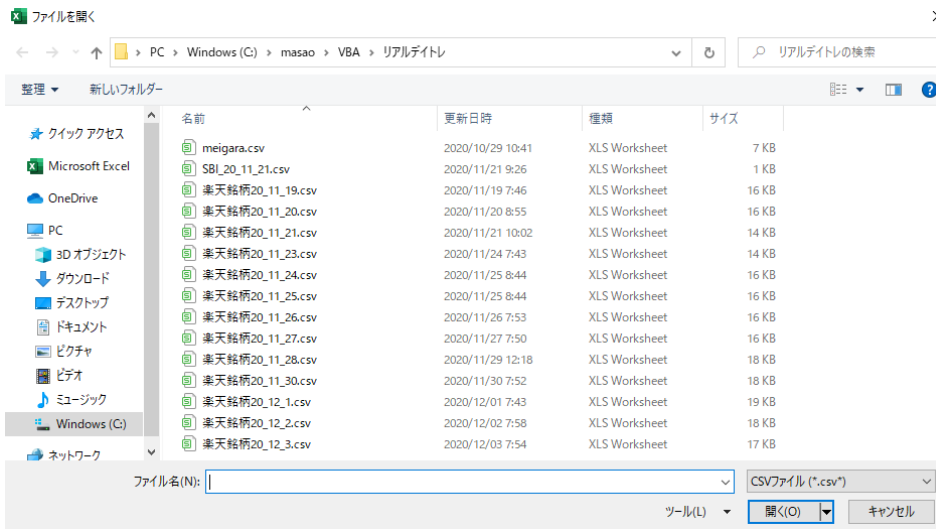 ファイルを開く
PC > Windows (C:) > masao > VBA > リアルデイトレ
リアルデイトレの検索
整理
新しいフォルダー
クイック アクセス
Microsoft Excel
OneDrive
PC
3D オブジェクト
ダウンロード
デスクトップ
ドキュメント
ピクチャ
ビデオ
ミュージック
Windows (C:)
ネットワーク
名前 更新日時 種類 サイズ
meigara.csv 2020/10/29 10:41 XLS Worksheet 7 KB
SBI_20_11_21.csv 2020/11/21 9:26 XLS Worksheet 1 KB
楽天銘柄20_11_19.csv 2020/11/19 7:46 XLS Worksheet 16 KB
楽天銘柄20_11_20.csv 2020/11/20 8:55 XLS Worksheet 16 KB
楽天銘柄20_11_21.csv 2020/11/21 10:02 XLS Worksheet 14 KB
楽天銘柄20_11_23.csv 2020/11/24 7:43 XLS Worksheet 14 KB
楽天銘柄20_11_24.csv 2020/11/25 8:44 XLS Worksheet 16 KB
楽天銘柄20_11_25.csv 2020/11/25 8:44 XLS Worksheet 16 KB
楽天銘柄20_11_26.csv 2020/11/26 7:53 XLS Worksheet 16 KB
楽天銘柄20_11_27.csv 2020/11/27 7:50 XLS Worksheet 16 KB
楽天銘柄20_11_28.csv 2020/11/29 12:18 XLS Worksheet 18 KB
楽天銘柄20_11_30.csv 2020/11/30 7:52 XLS Worksheet 18 KB
楽天銘柄20_12_1.csv 2020/12/01 7:43 XLS Worksheet 19 KB
楽天銘柄20_12_2.csv 2020/12/02 7:58 XLS Worksheet 18 KB
楽天銘柄20_12_3.csv 2020/12/03 7:54 XLS Worksheet 17 KB
ファイル名(N):
CSVファイル (*.csv*)
ツール(L)
開く(O)
キャンセル